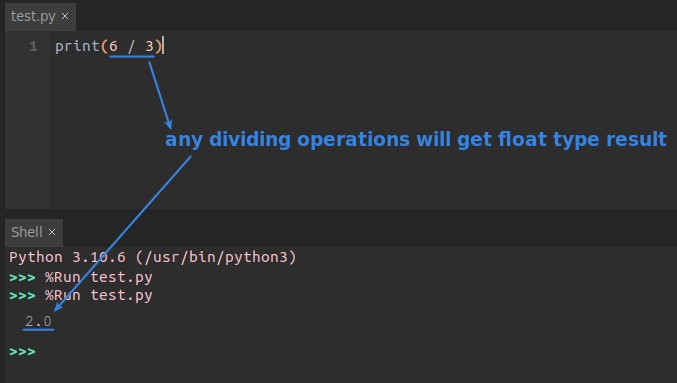 test.py ×
1 print(6 / 3)
any dividing operations will get float type result
Shell ×
Python 3.10.6 (/usr/bin/python3)
>>> %Run test.py
>>> %Run test.py
2.0
>>>